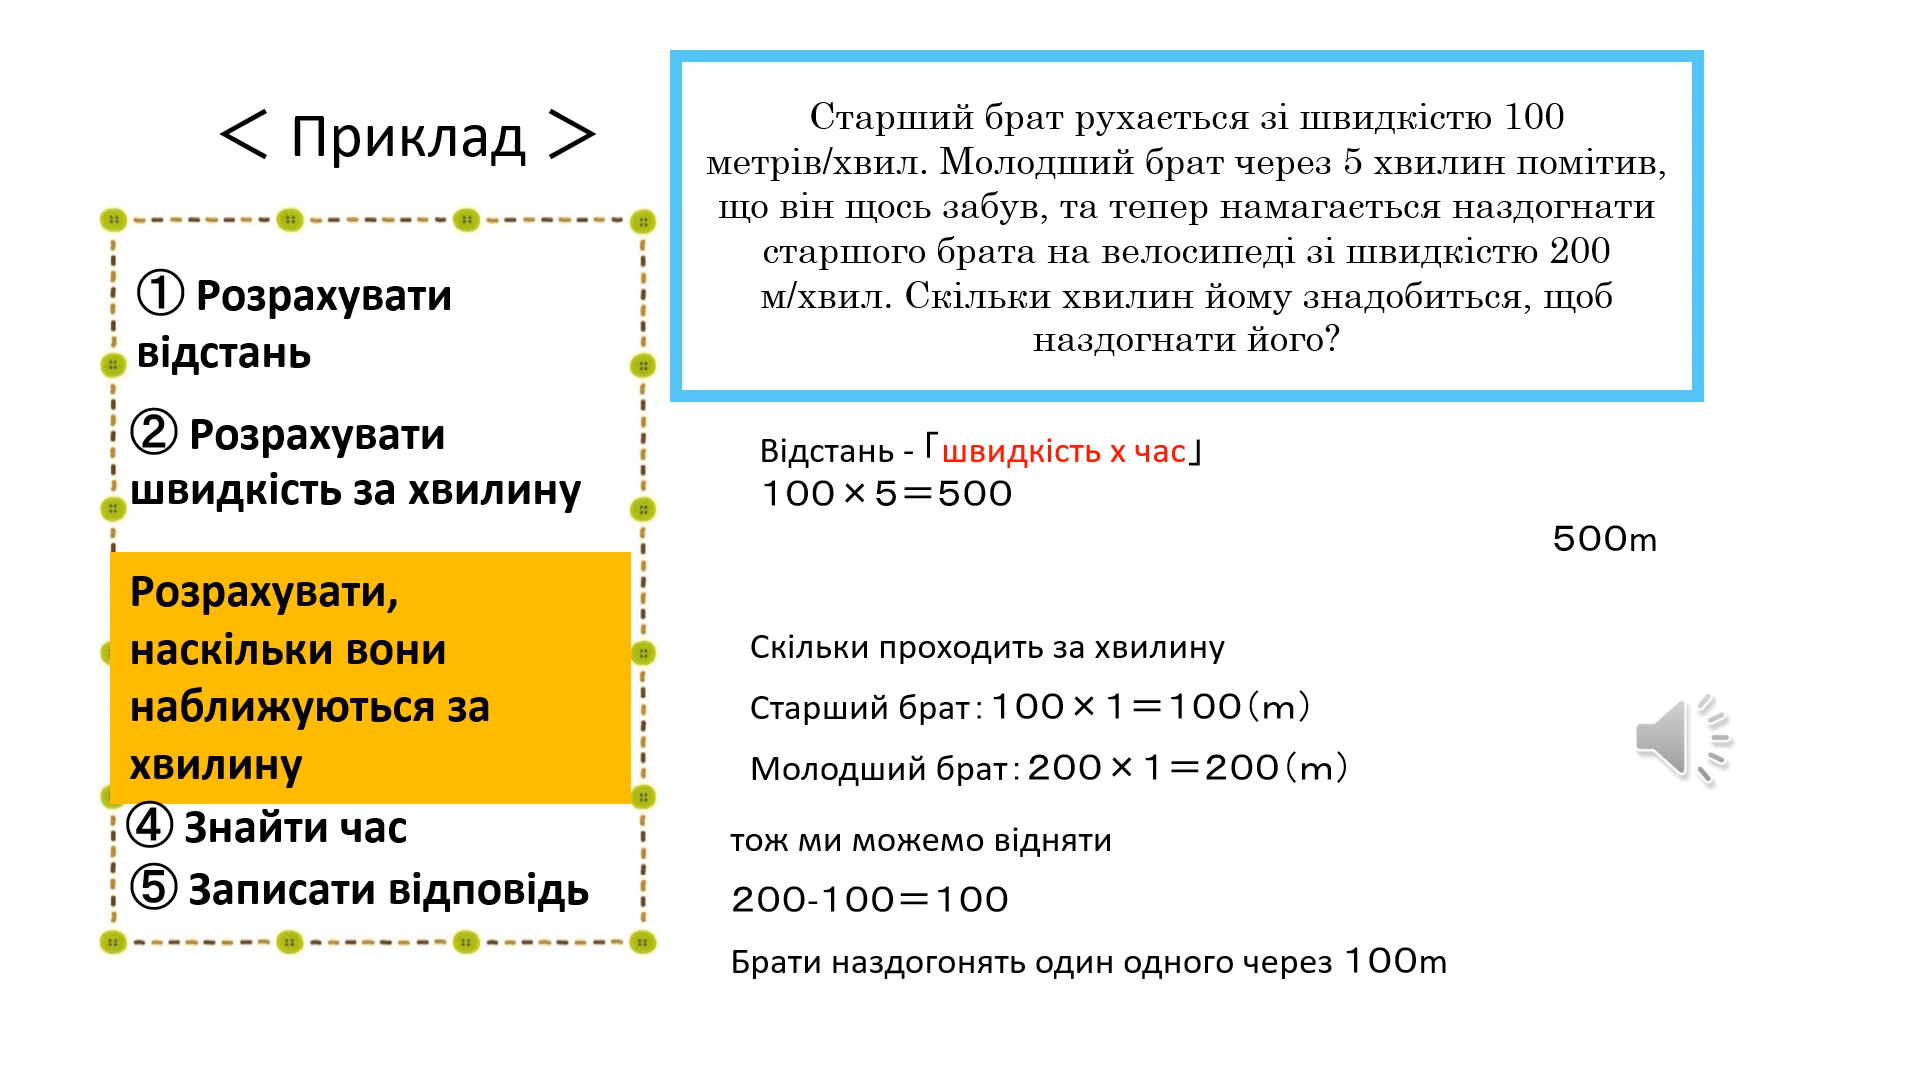 ＜ Приклад ＞
① Розрахувати
відстань
② Розрахувати
швидкість за хвилину
Розрахувати,
наскільки вони
наближуються за
хвилину
④ Знайти час
⑤ Записати відповідь
Старший брат рухається зі швидкістю 100
метрів/хвил. Молодший брат через 5 хвилин помітив,
що він щось забув, та тепер намагається наздогнати
старшого брата на велосипеді зі швидкістю 200
м/хвил. Скільки хвилин йому знадобиться, щоб
наздогнати його?
Відстань - ｢швидкість х час｣
１００×５＝５００
５００m
Скільки проходить за хвилину
Старший брат：１００×１＝１００（ｍ）
Молодший брат：２００×１＝２００（ｍ）
тож ми можемо відняти
２００-１００＝１００
Брати наздогонять один одного через １００m